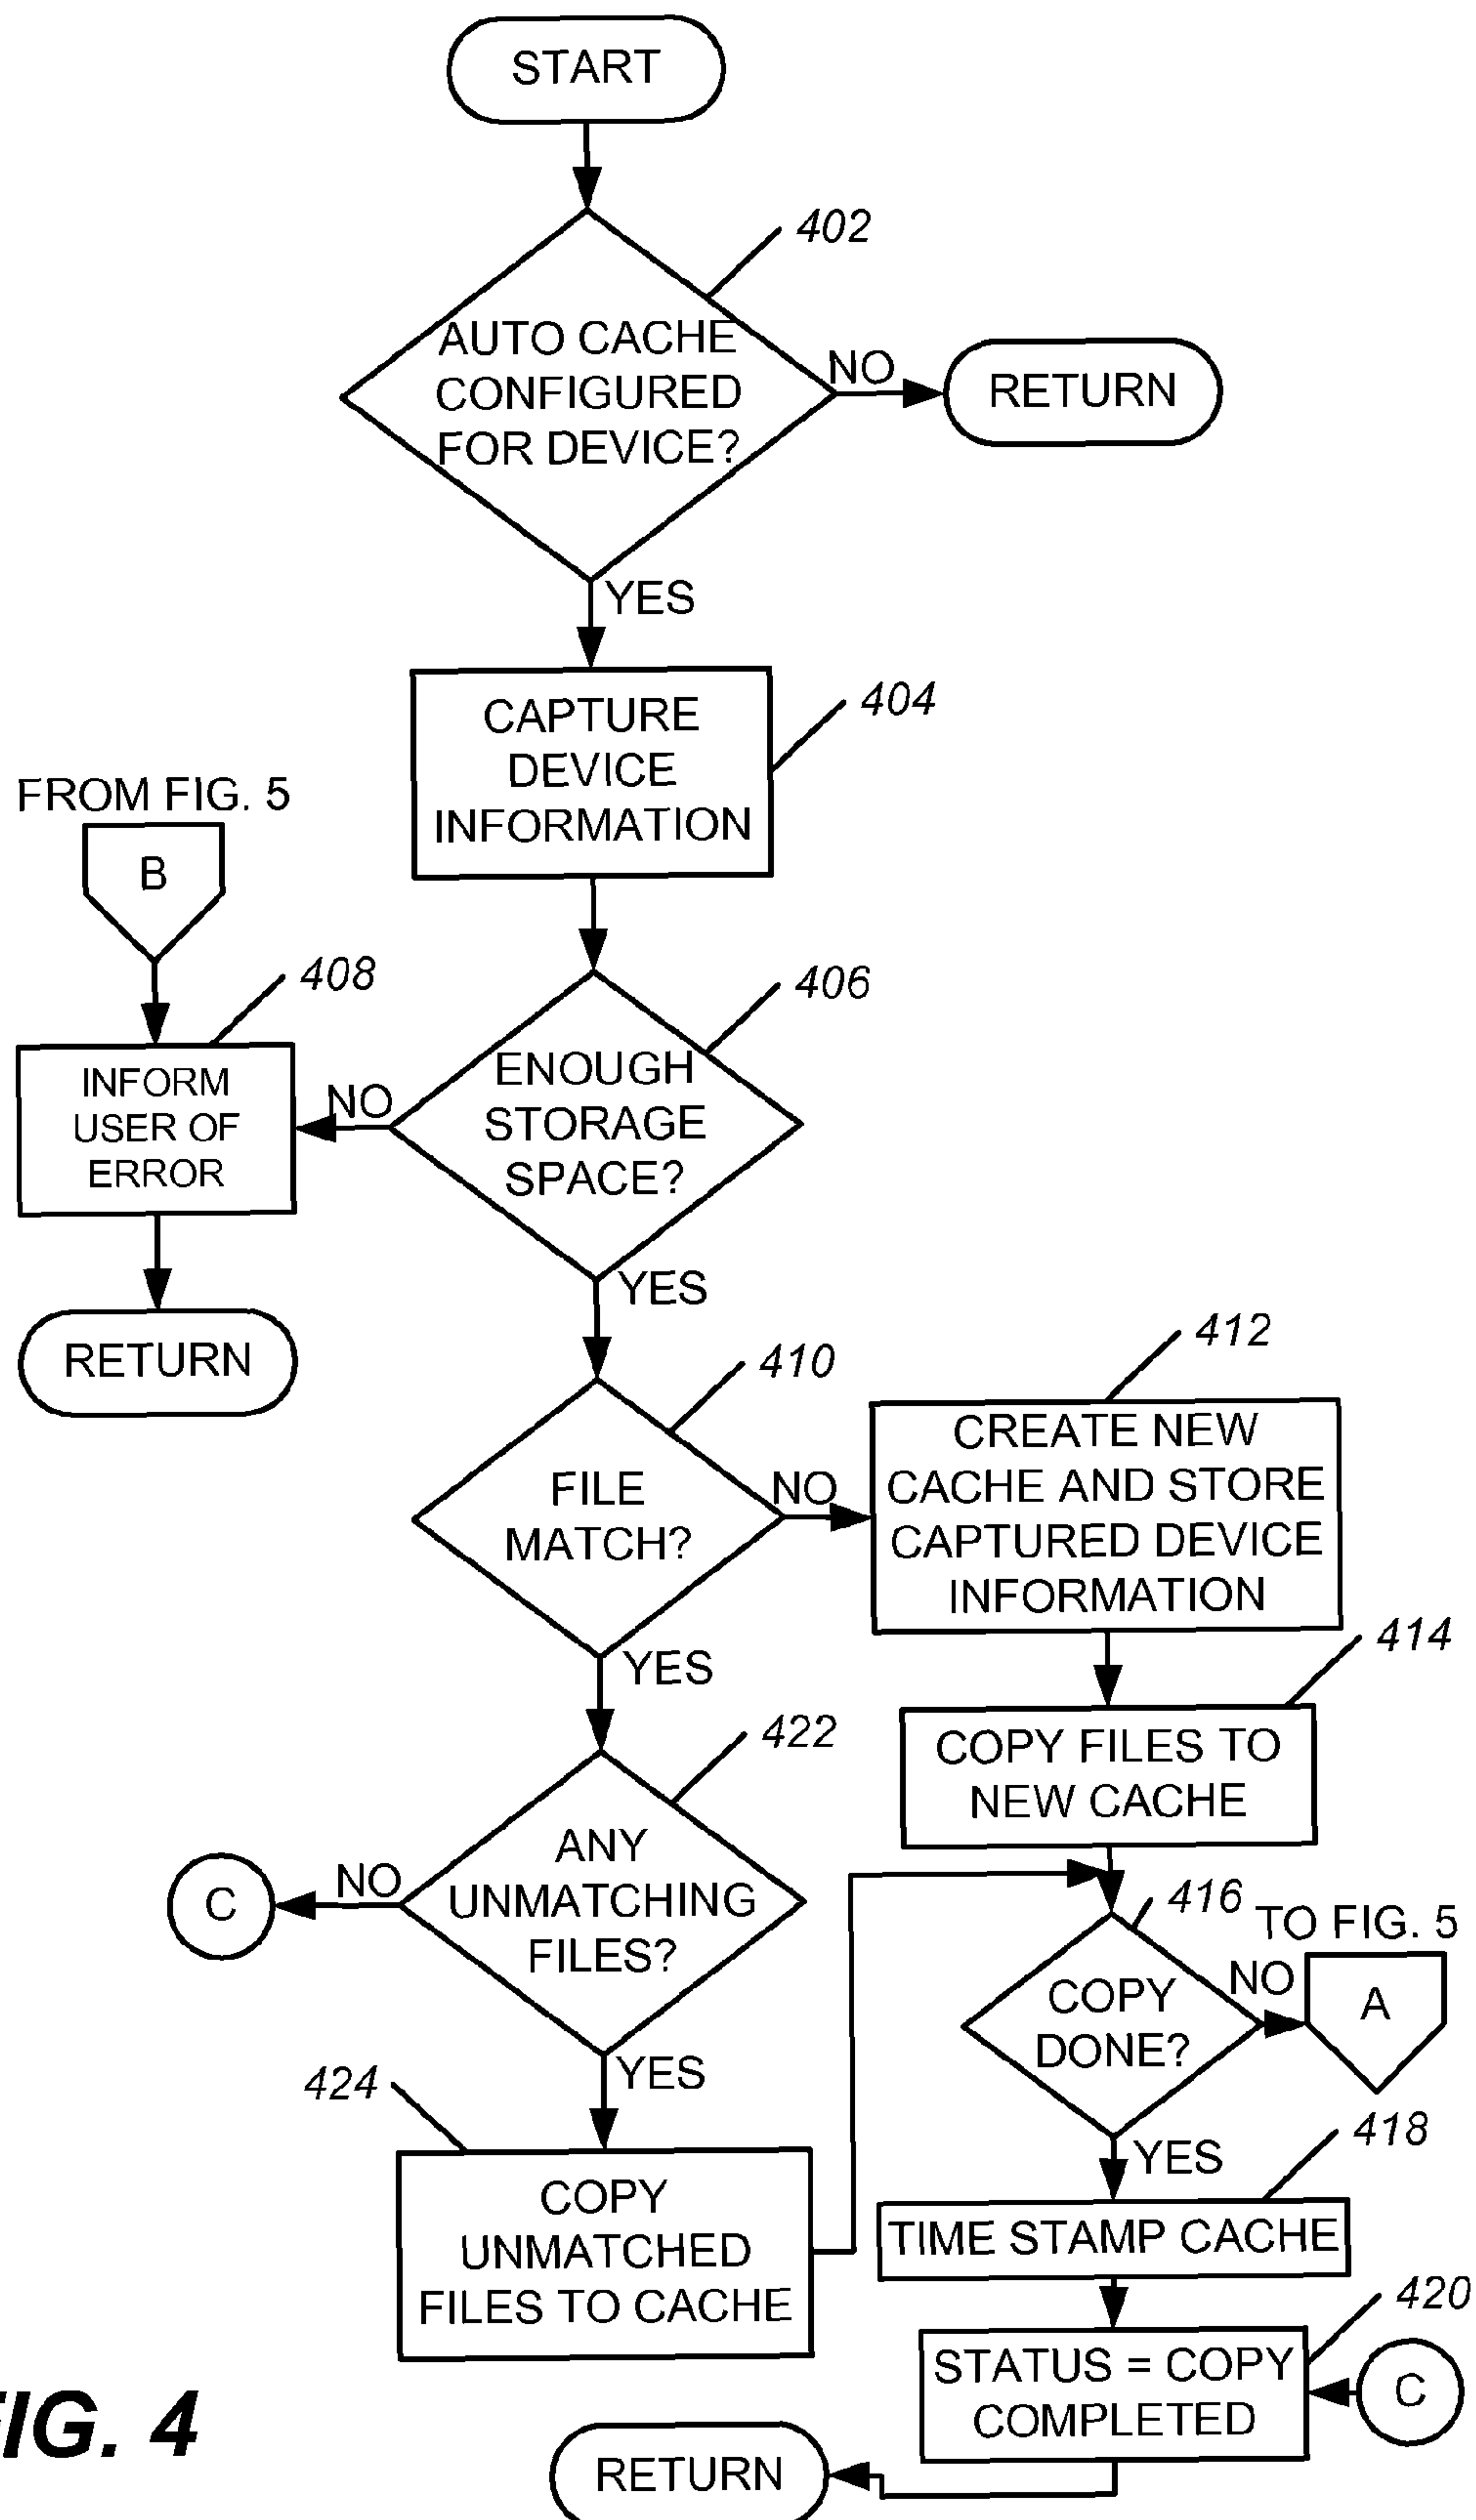 START
402
AUTO CACHE
CONFIGURED
FOR DEVICE?
NO
RETURN
YES
CAPTURE
DEVICE
INFORMATION
404
FROM FIG. 5
B
408
406
INFORM
USER OF
ERROR
NO
ENOUGH
STORAGE
SPACE?
YES
RETURN
410
412
FILE
MATCH?
NO
CREATE NEW
CACHE AND STORE
CAPTURED DEVICE
INFORMATION
YES
414
COPY FILES TO
NEW CACHE
422
ANY
UNMATCHING
FILES?
NO
C
416
TO FIG. 5
COPY
DONE?
NO
A
YES
424
COPY
UNMATCHED
FILES TO CACHE
YES
418
TIME STAMP CACHE
420
STATUS = COPY
COMPLETED
C
RETURN
IG. 4